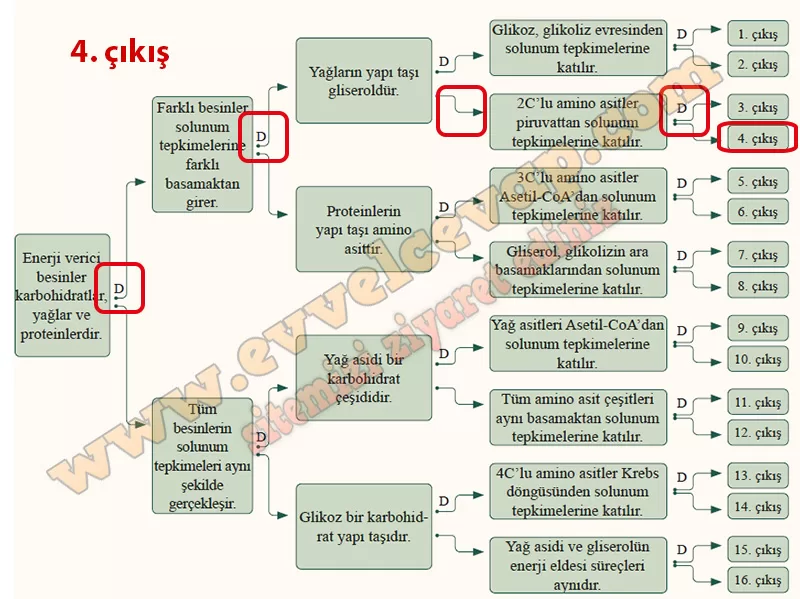 4. çıkış
Enerji verici
besinler
karbohidratlar,
yağlar ve
proteinlerdir.
D
Farklı besinler
solunum
tepkimelerine
farklı
basamaktan
girer.
D
Tüm
besinlerin
solunum
tepkimeleri aynı
şekilde
gerçekleşir.
D
Yağların yapı taşı
gliseroldür.
D
Proteinlerin
yapı taşı amino
asittir.
D
Yağ asidi bir
karbohidrat
çeşididir.
D
Glikoz bir karbohid-
rat yapı taşıdır.
D
Glikoz, glikoliz evresinden
solunum tepkimelerine
katılır.
D
2C’lu amino asitler
piruvattan solunum
tepkimelerine katılır.
D
3C’lu amino asitler
Asetil-CoA’dan solunum
tepkimelerine katılır.
D
Gliserol, glikolizin ara
basamaklarından solunum
tepkimelerine katılır.
D
Yağ asitleri Asetil-CoA’dan
solunum tepkimelerine
katılır.
D
Tüm amino asit çeşitleri
aynı basamaktan solunum
tepkimelerine katılır.
D
4C’lu amino asitler Krebs
döngüsünden solunum
tepkimelerine katılır.
D
Yağ asidi ve gliserolün
enerji eldesi süreçleri
aynıdır.
D
1. çıkış
2. çıkış
3. çıkış
4. çıkış
5. çıkış
6. çıkış
7. çıkış
8. çıkış
9. çıkış
10. çıkış
11. çıkış
12. çıkış
13. çıkış
14. çıkış
15. çıkış
16. çıkış
www.evvelcevap.com
sitemizi ziyaret ediniz